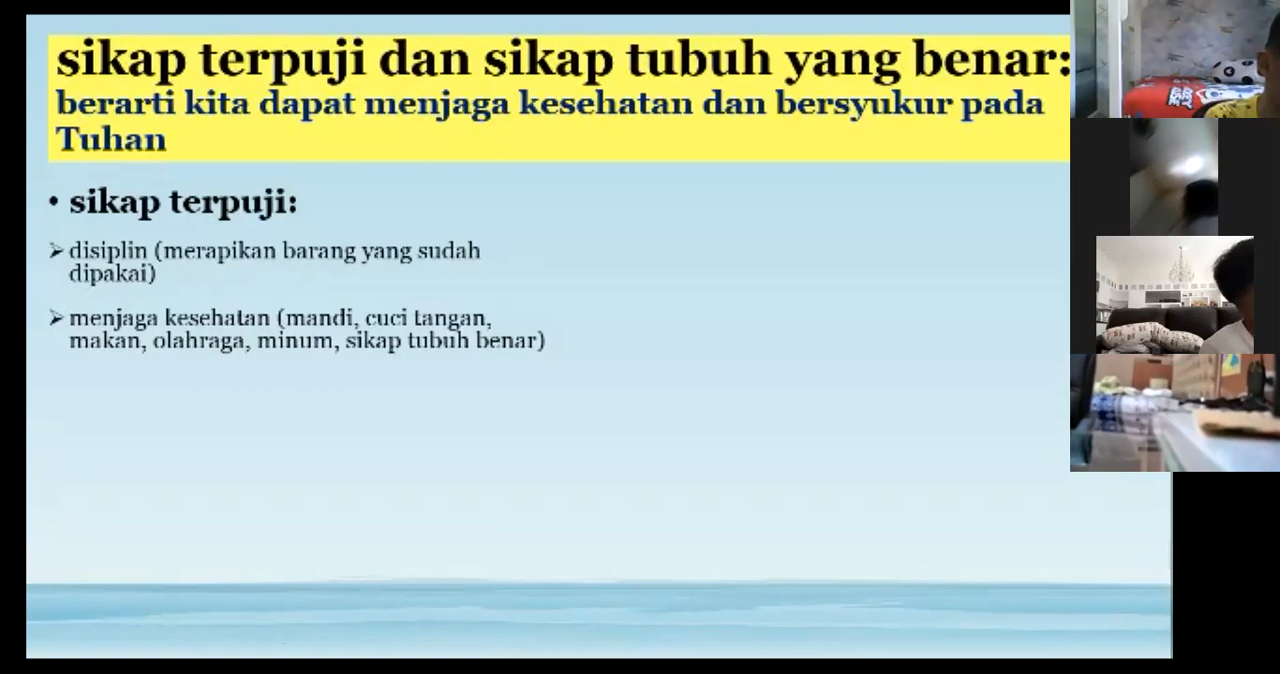 sikap terpuji dan sikap tubuh yang benar:
berarti kita dapat menjaga kesehatan dan bersyukur pada
Tuhan
• sikap terpuji:
➢ disiplin (merapikan barang yang sudah
dipakai)
➢ menjaga kesehatan (mandi, cuci tangan,
makan, olahraga, minum, sikap tubuh benar)